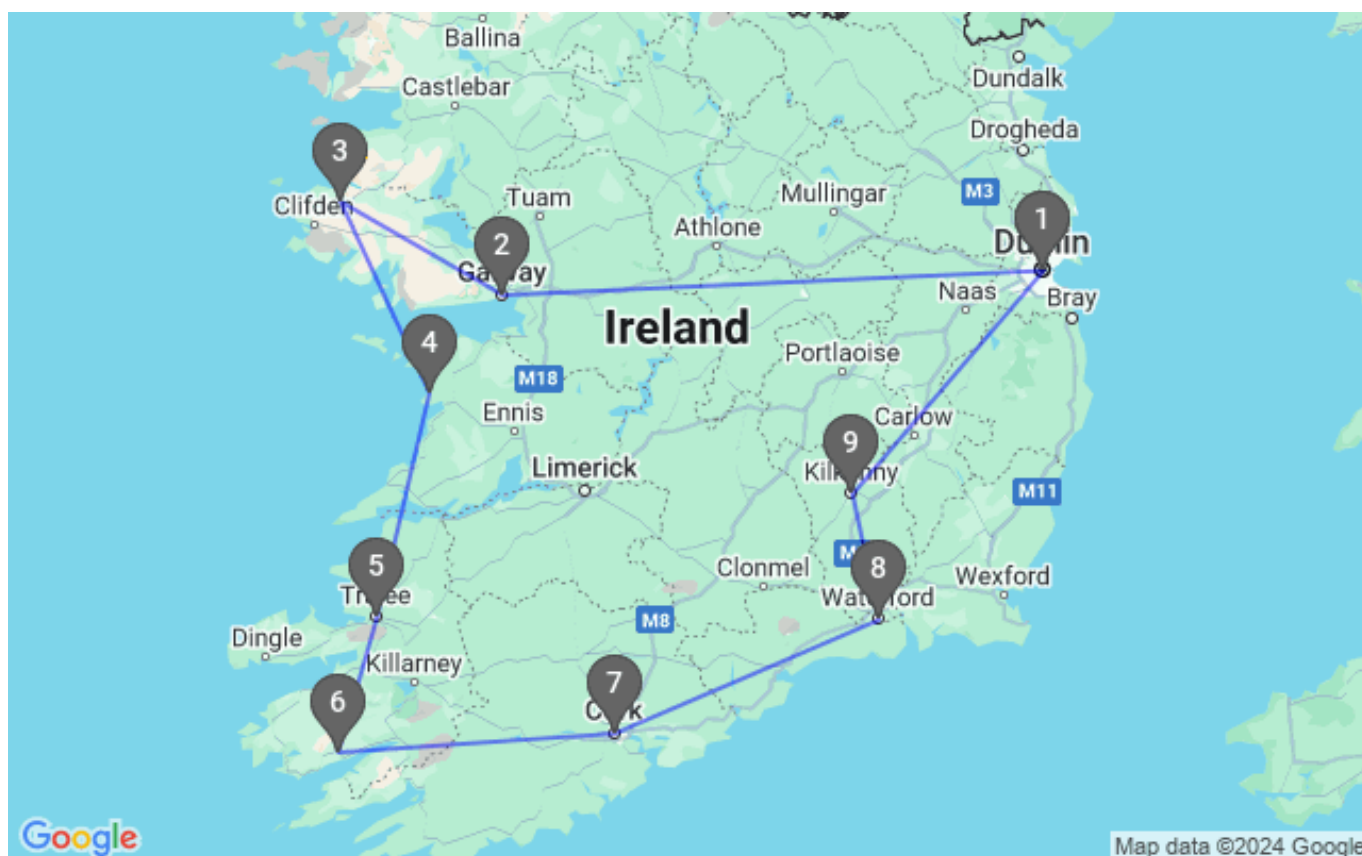 Ballina
Castlebar
Dundalk
Drogheda
3
Clifden
Tuam
Mullingar
M3
Athlone
1
Dublin
2
Galway
Naas
Bray
Ireland
4
Portlaoise
M18
Ennis
Carlow
9
Limerick
Kilkenny
M11
5
Tralee
Clonmel
8
Waterford
Wexford
M8
Dingle
Killarney
6
7
Cork
Google
Map data ©2024 Google